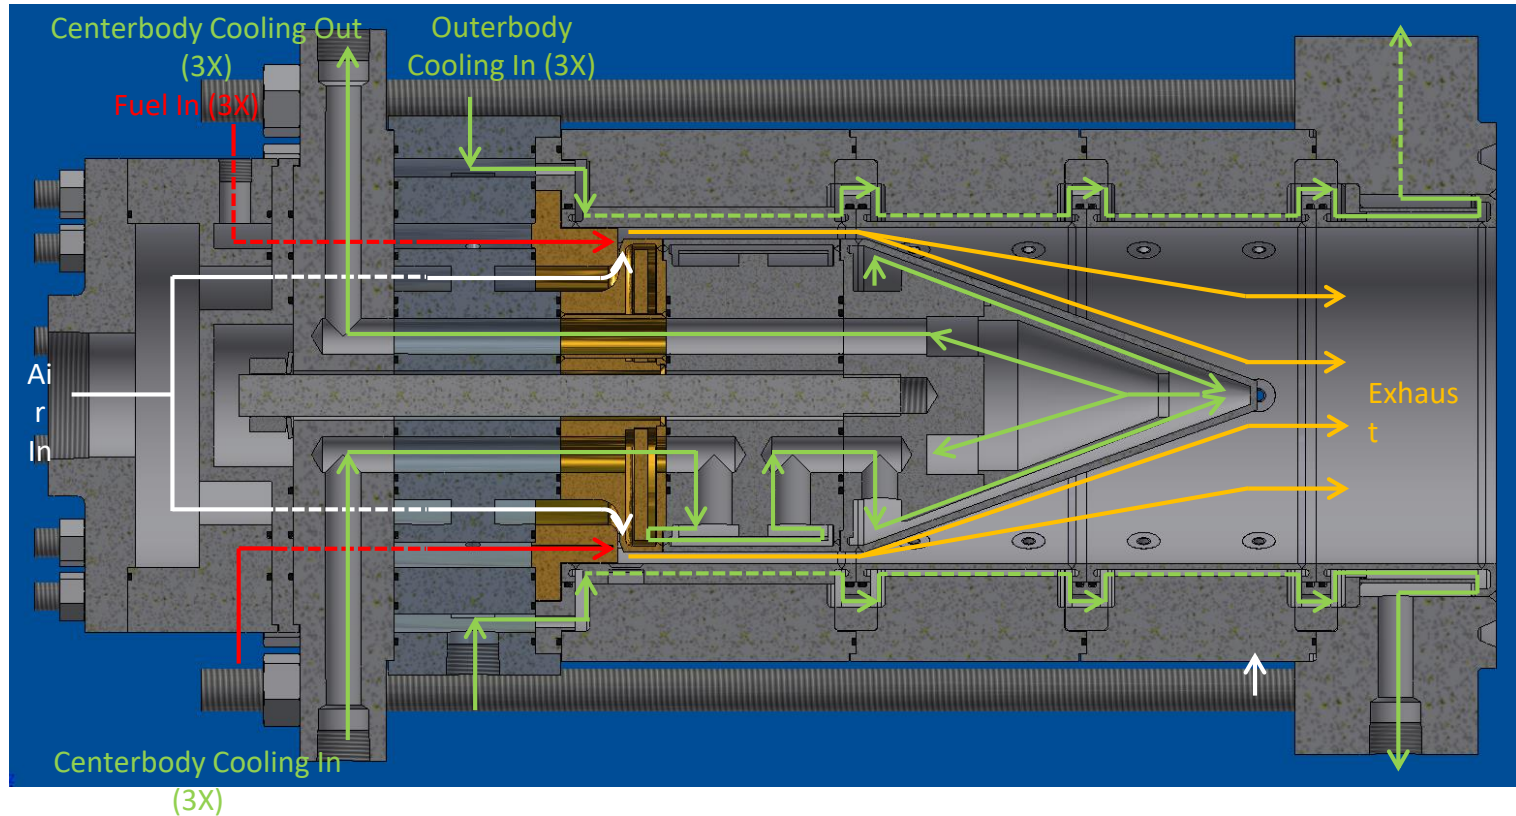 Centerbody Cooling Out
(3X)
Outerbody
Cooling In (3X)
Fuel In (3X)
Ai
r
In
Exhaus
t
Centerbody Cooling In
(3X)